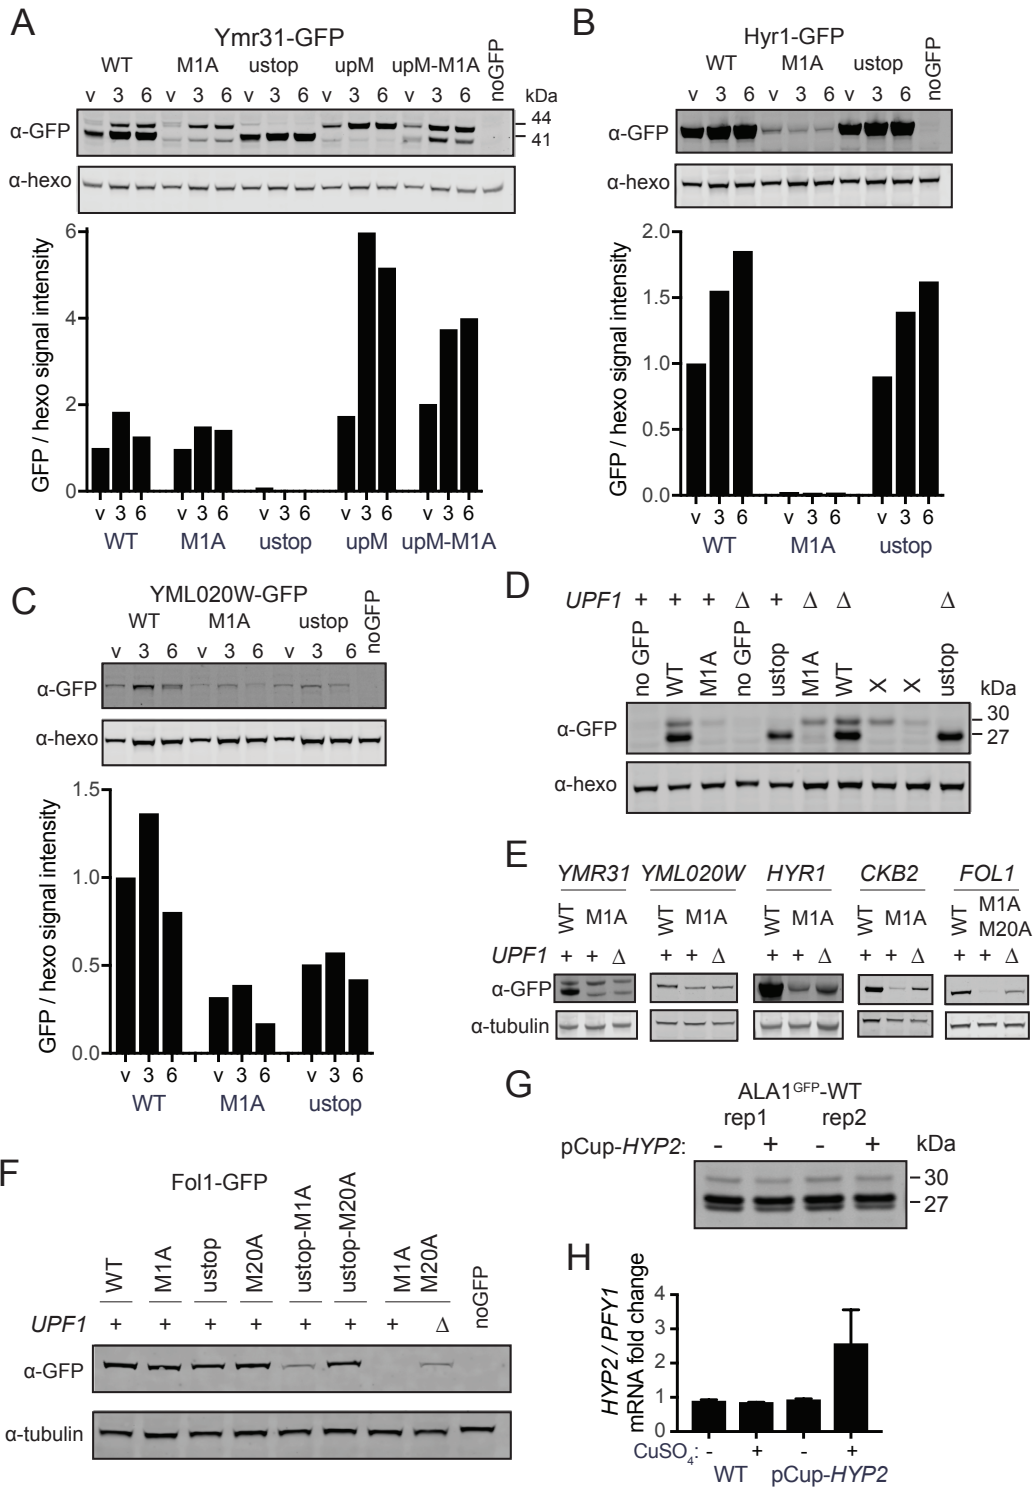 A
Ymr31-GFP
WT M1A ustop upM upM-M1A noGFP
v 3 6 v 3 6 v 3 6 v 3 6 v 3 6 kDa
α-GFP 44
41
α-hexo
GFP / hexo signal intensity
6
4
2
0
v 3 6 v 3 6 v 3 6 v 3 6 v 3 6
WT M1A ustop upM upM-M1A
B
Hyr1-GFP
WT M1A ustop noGFP
v 3 6 v 3 6 v 3 6
α-GFP
α-hexo
GFP / hexo signal intensity
2.0
1.5
1.0
0.5
0.0
v 3 6 v 3 6 v 3 6
WT M1A ustop
C
YML020W-GFP
WT M1A ustop noGFP
v 3 6 v 3 6 v 3 6
α-GFP
α-hexo
GFP / hexo signal intensity
1.5
1.0
0.5
0.0
v 3 6 v 3 6 v 3 6
WT M1A ustop
D
UPF1 + + + Δ + Δ Δ Δ
no GFP WT M1A no GFP ustop M1A WT X X ustop kDa
α-GFP 30
27
α-hexo
E
YMR31 YML020W HYR1 CKB2 FOL1
WT M1A WT M1A WT M1A WT M1A WT M1A
M20A
UPF1 + + Δ + + Δ + + Δ + + Δ + + Δ
α-GFP
α-tubulin
F
Fol1-GFP
WT M1A ustop M20A ustop-M1A ustop-M20A M1A M20A noGFP
UPF1 + + + + + + + Δ
α-GFP
α-tubulin
G
ALA1GFP-WT
rep1 rep2
pCup-HYP2: - + - + kDa
30
27
H
HYP2 / PFY1
mRNA fold change
4
3
2
1
0
CuSO4: - + - +
WT pCup-HYP2